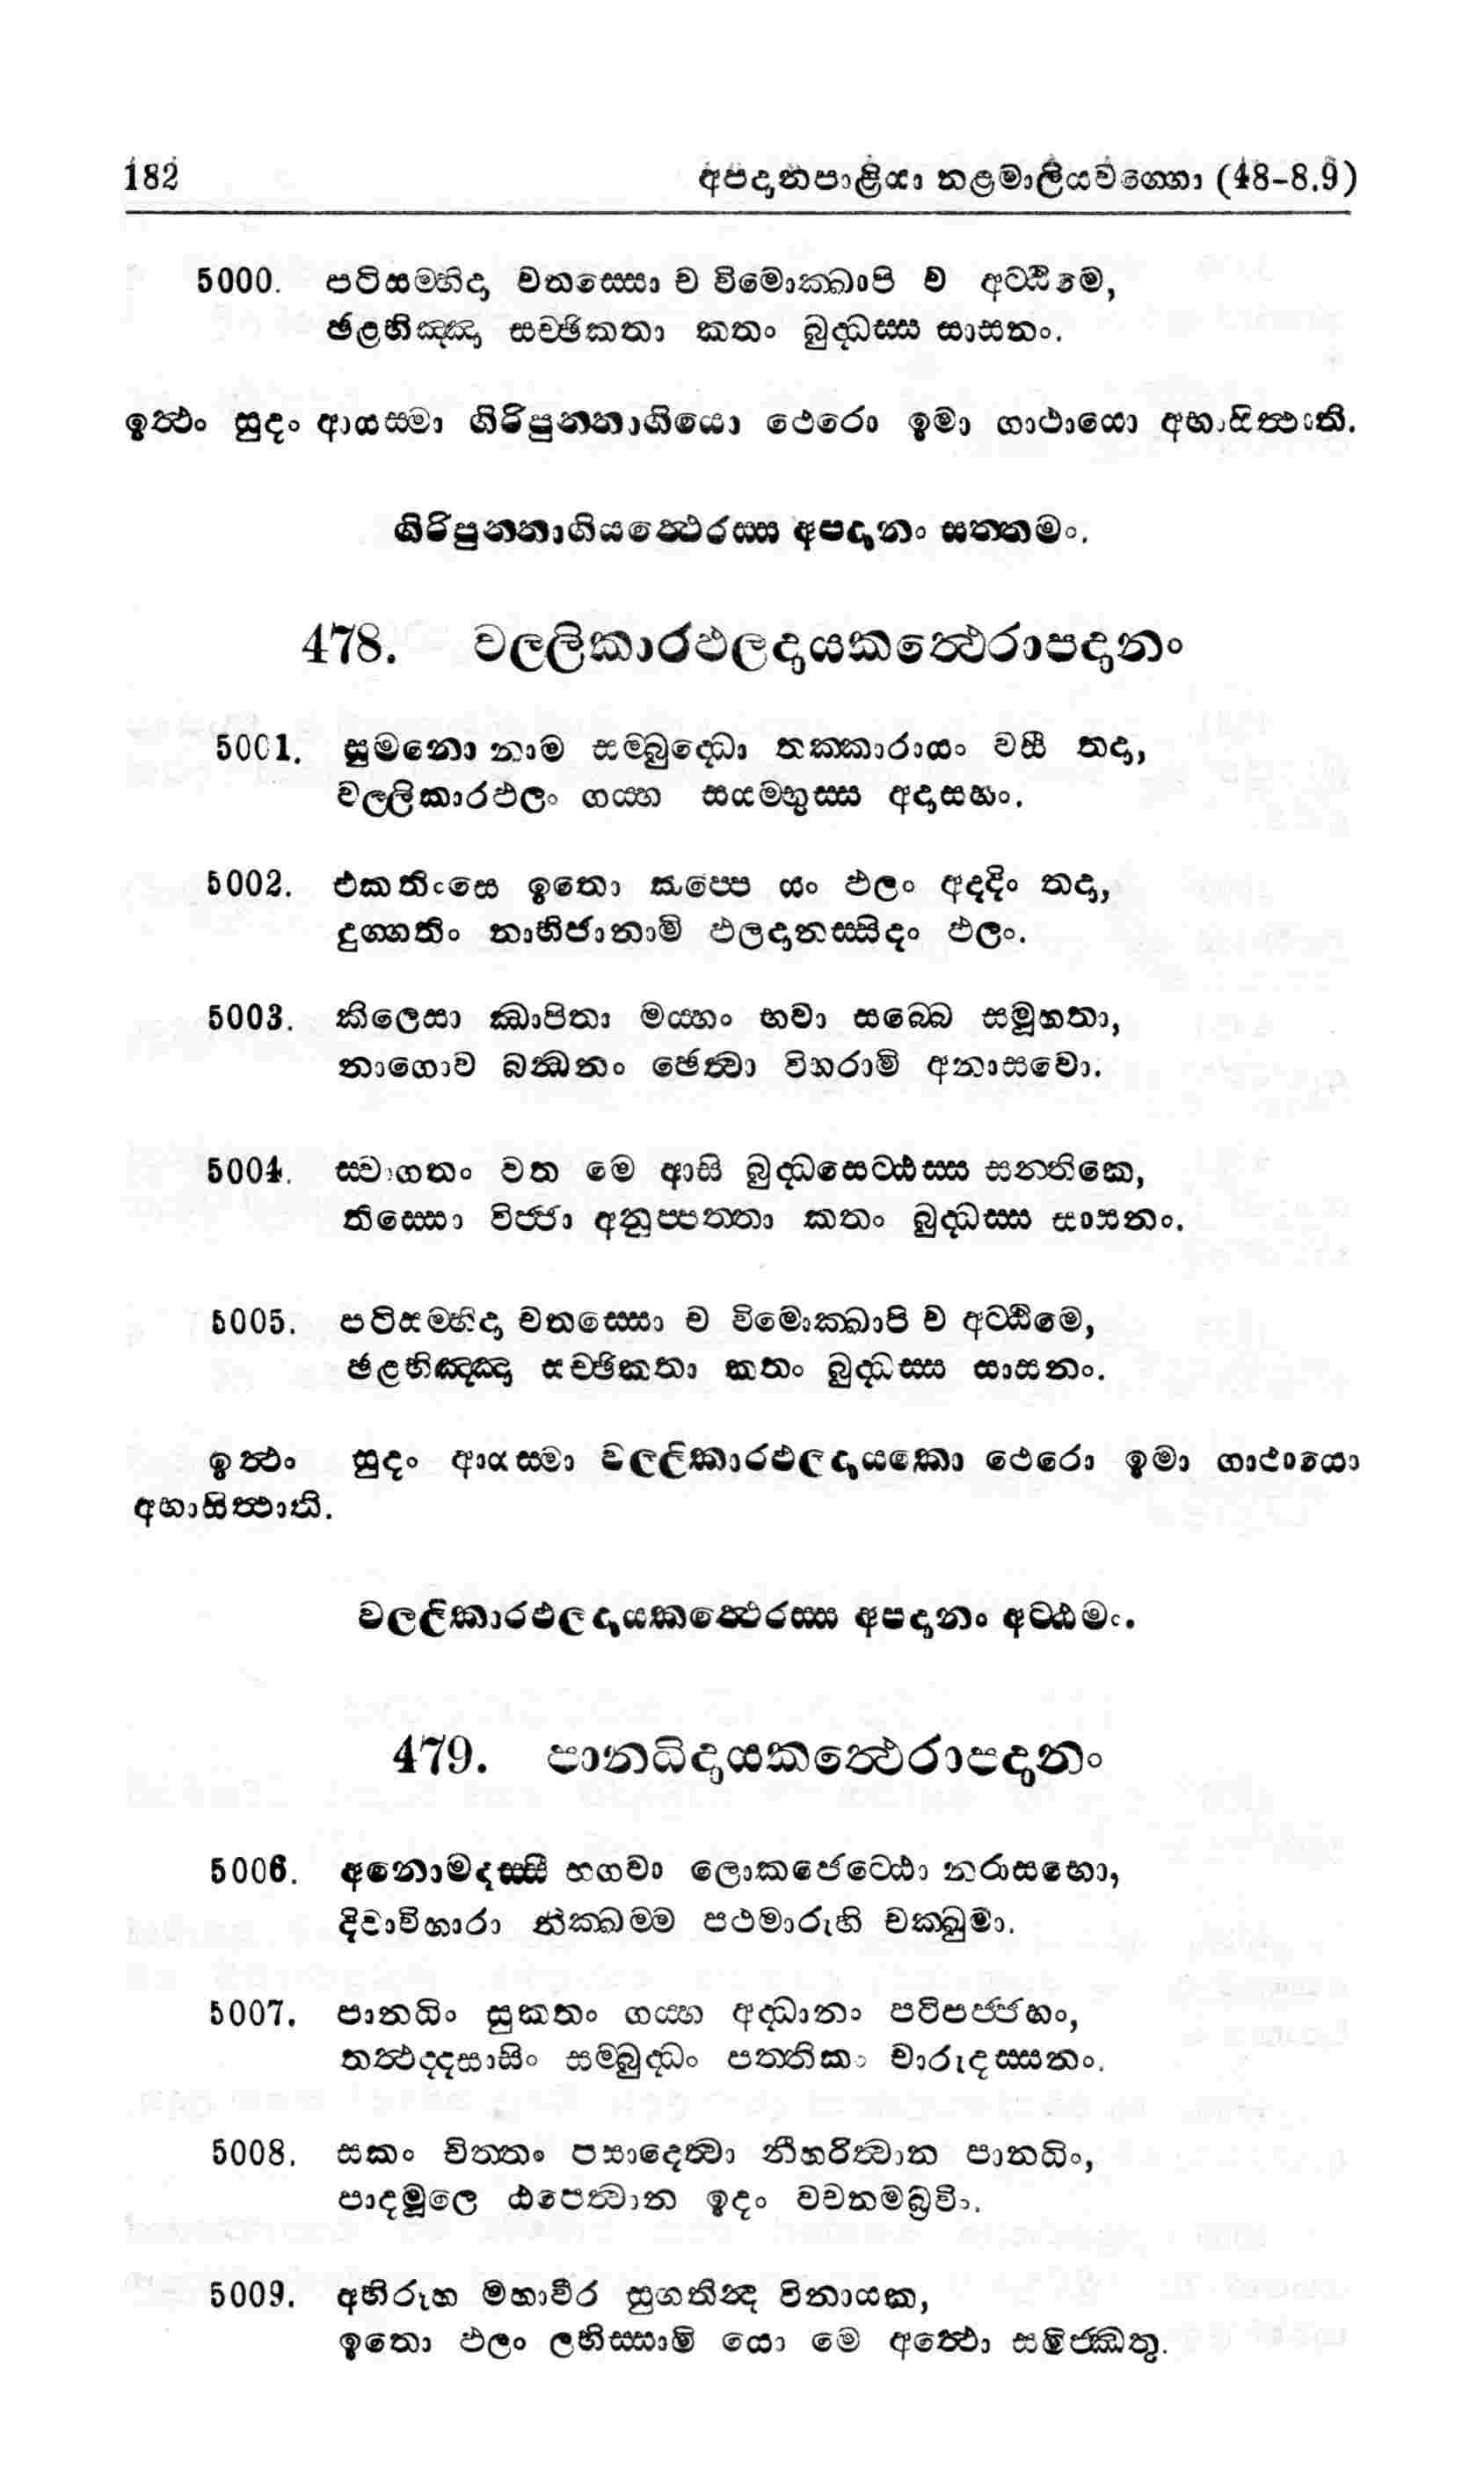 182 අපදානපාළියා නළමාලියවග්ගො (48-8.9)
5000. පටිසම්භිදා චතස්සො ච විමොක්ඛාපි ච අට්ඨිමෙ,
ඡළභිඤ්ඤා සච්ඡිකතා කතං බුද්ධස්ස සාසනං.
ඉත්ථං සුදං ආයස්මා ගිරිපුන්නාගියො ථෙරො ඉමා ගාථායො අභාසිත්ථාති.
ගිරිපුන්නාගියත්ථෙරස්ස අපදානං සත්තමං.
478. වල්ලිකාරඵලදායකත්ථෙරාපදානං
5001. සුමනො නාම සම්බුද්ධො තක්කාරායං වසී තදා,
වල්ලිකාරඵලං ගය්හ සයම්භුස්ස අදාසහං.
5002. එකතිංසෙ ඉතො කප්පෙ යං ඵලං අදදිං තදා,
දුග්ගතිං නාභිජානාමි ඵලදානස්සිදං ඵලං.
5003. කිලෙසා ඣාපිතා මය්හං භවා සබ්බෙ සමූහතා,
නාගොව බන්ධනං ඡෙත්වා විහරාමි අනාසවො.
5004. ස්වාගතං වත මෙ ආසි බුද්ධසෙට්ඨස්ස සන්තිකෙ,
තිස්සො විජ්ජා අනුප්පත්තා කතං බුද්ධස්ස සාසනං.
5005. පටිසම්භිදා චතස්සො ච විමොක්ඛාපි ච අට්ඨිමෙ,
ඡළභිඤ්ඤා සච්ඡිකතා කතං බුද්ධස්ස සාසනං.
ඉත්ථං සුදං ආයස්මා වල්ලිකාරඵලදායකො ථෙරො ඉමා ගාථායො
අභාසිත්ථාති.
වල්ලිකාරඵලදායකත්ථෙරස්ස අපදානං අට්ඨමං.
479. පානධිදායකත්ථෙරාපදානං
5006. අනොමදස්සී භගවා ලොකජෙට්ඨො නරාසභො,
දිවාවිහාරා නික්ඛම්ම පථමාරුහි චක්ඛුමා.
5007. පානධිං සුකතං ගය්හ අද්ධානං පටිපජ්ජහං,
තත්ථද්දසාසිං සම්බුද්ධං පත්තිකං චාරුදස්සනං.
5008. සකං චිත්තං පසාදෙත්වා නීහරිත්වාන පානධිං,
පාදමූලෙ ඨපෙත්වාන ඉදං වචනමබ්‍රවිං.
5009. අභිරූහ මහාවීර සුගතින්ද විනායක,
ඉතො ඵලං ලභිස්සාමි යො මෙ අත්ථො සමිජ්ඣතු.